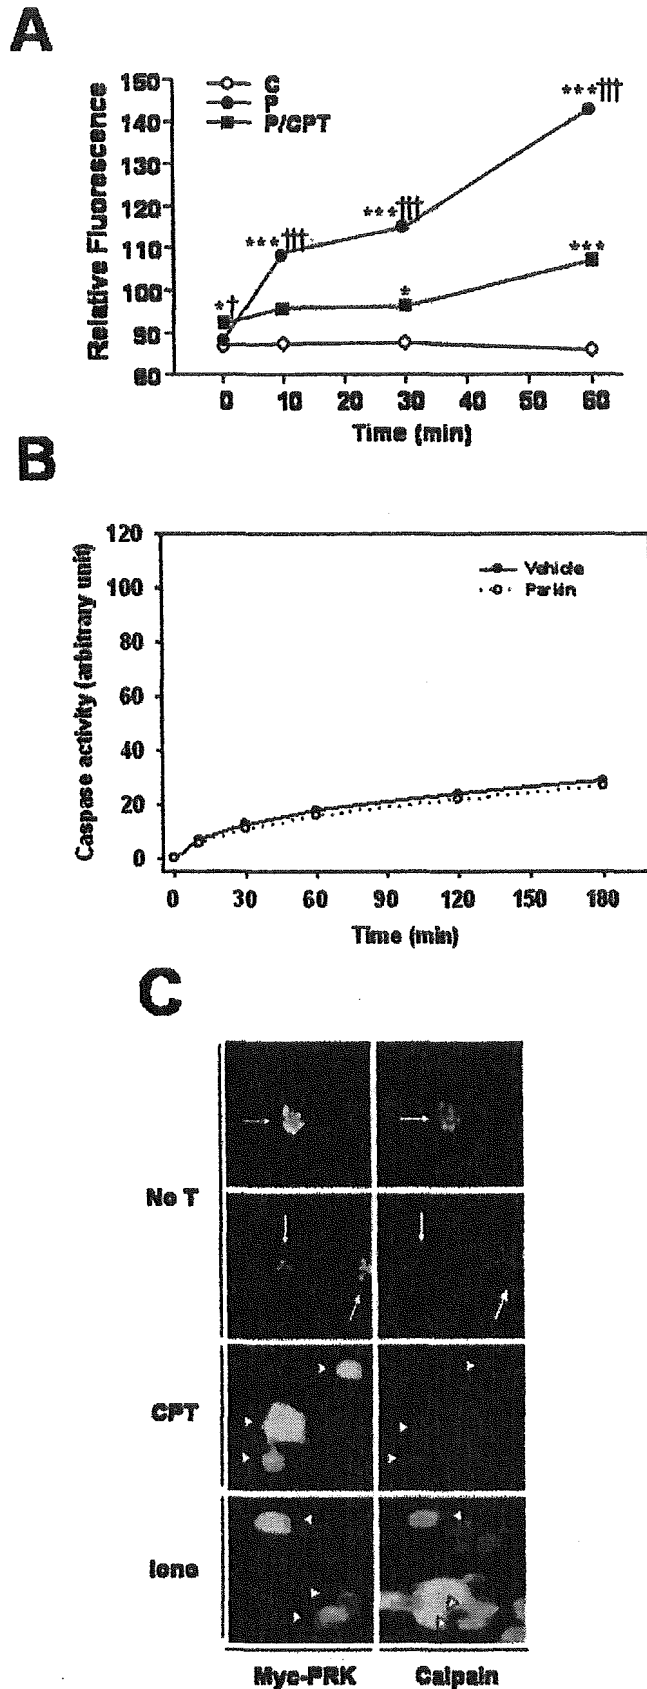 A
Relative Fluorescence
150
140
130
120
110
100
90
80
C
P
P/CPT
*†
***†††
***†††
*
***†††
***
0 10 20 30 40 50 60
Time (min)
B
Caspase activity (arbitrary unit)
120
100
80
60
40
20
0
Vehicle
Parkin
0 30 60 90 120 150 180
Time (min)
C
No T
CPT
Iono
Myc-PRK Calpain